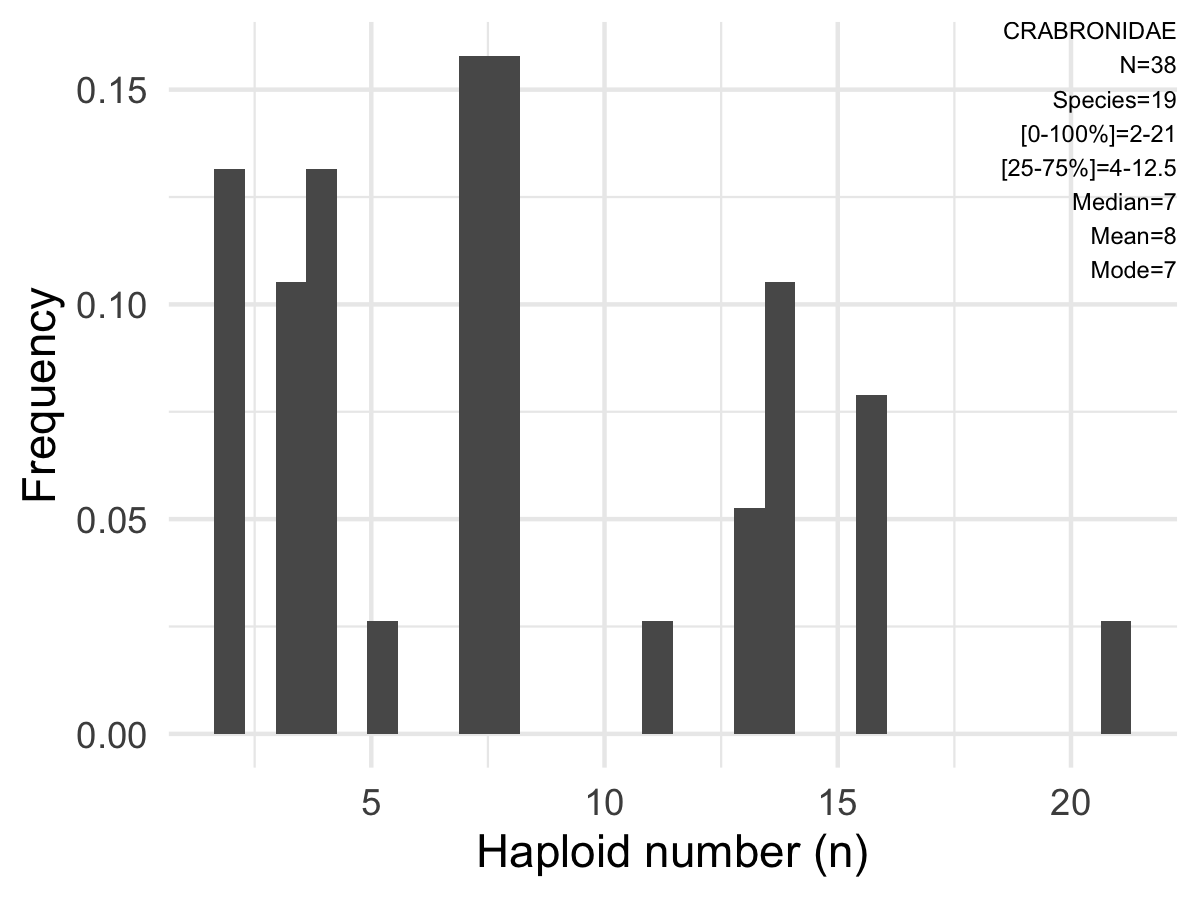 CRABRONIDAE
N=38
Species=19
[0-100%]=2-21
[25-75%]=4-12.5
Median=7
Mean=8
Mode=7
Frequency
0.15
0.10
0.05
0.00
5 10 15 20
Haploid number (n)